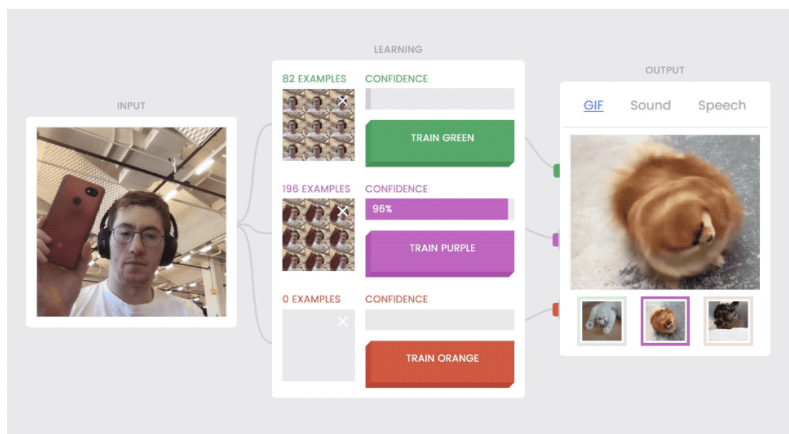 LEARNING
OUTPUT
INPUT
82 EXAMPLES CONFIDENCE
TRAIN GREEN
196 EXAMPLES CONFIDENCE
96%
TRAIN PURPLE
0 EXAMPLES CONFIDENCE
TRAIN ORANGE
GIF Sound Speech